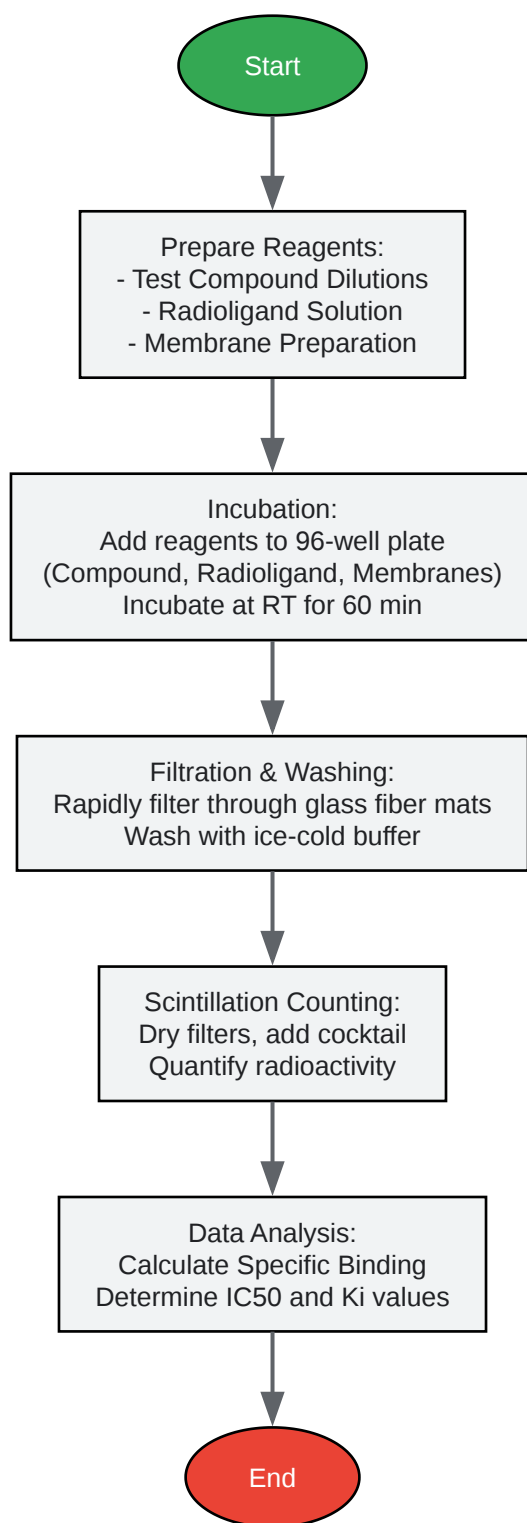 Start
Prepare Reagents:
- Test Compound Dilutions
- Radioligand Solution
- Membrane Preparation
Incubation:
Add reagents to 96-well plate
(Compound, Radioligand, Membranes)
Incubate at RT for 60 min
Filtration & Washing:
Rapidly filter through glass fiber mats
Wash with ice-cold buffer
Scintillation Counting:
Dry filters, add cocktail
Quantify radioactivity
Data Analysis:
Calculate Specific Binding
Determine IC50 and Ki values
End